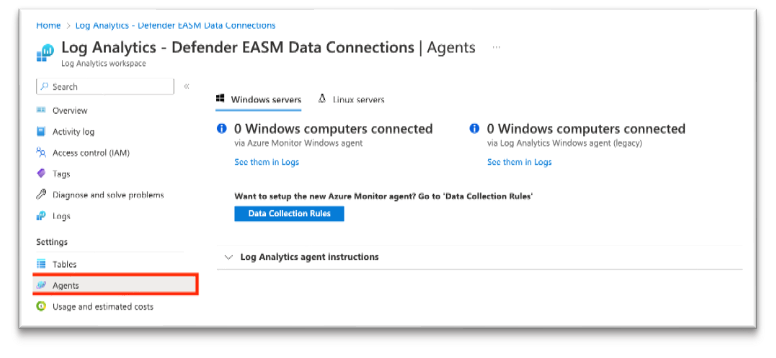 Home > Log Analytics - Defender EASM Data Connections
Log Analytics - Defender EASM Data Connections | Agents ...
Log Analytics workspace
Search «
Overview
Activity log
Access control (IAM)
Tags
Diagnose and solve problems
Logs
Settings
Tables
Agents
Usage and estimated costs
Windows servers Linux servers
0 Windows computers connected
via Azure Monitor Windows agent
See them in Logs
0 Windows computers connected
via Log Analytics Windows agent (legacy)
See them in Logs
Want to setup the new Azure Monitor agent? Go to 'Data Collection Rules'
Data Collection Rules
Log Analytics agent instructions